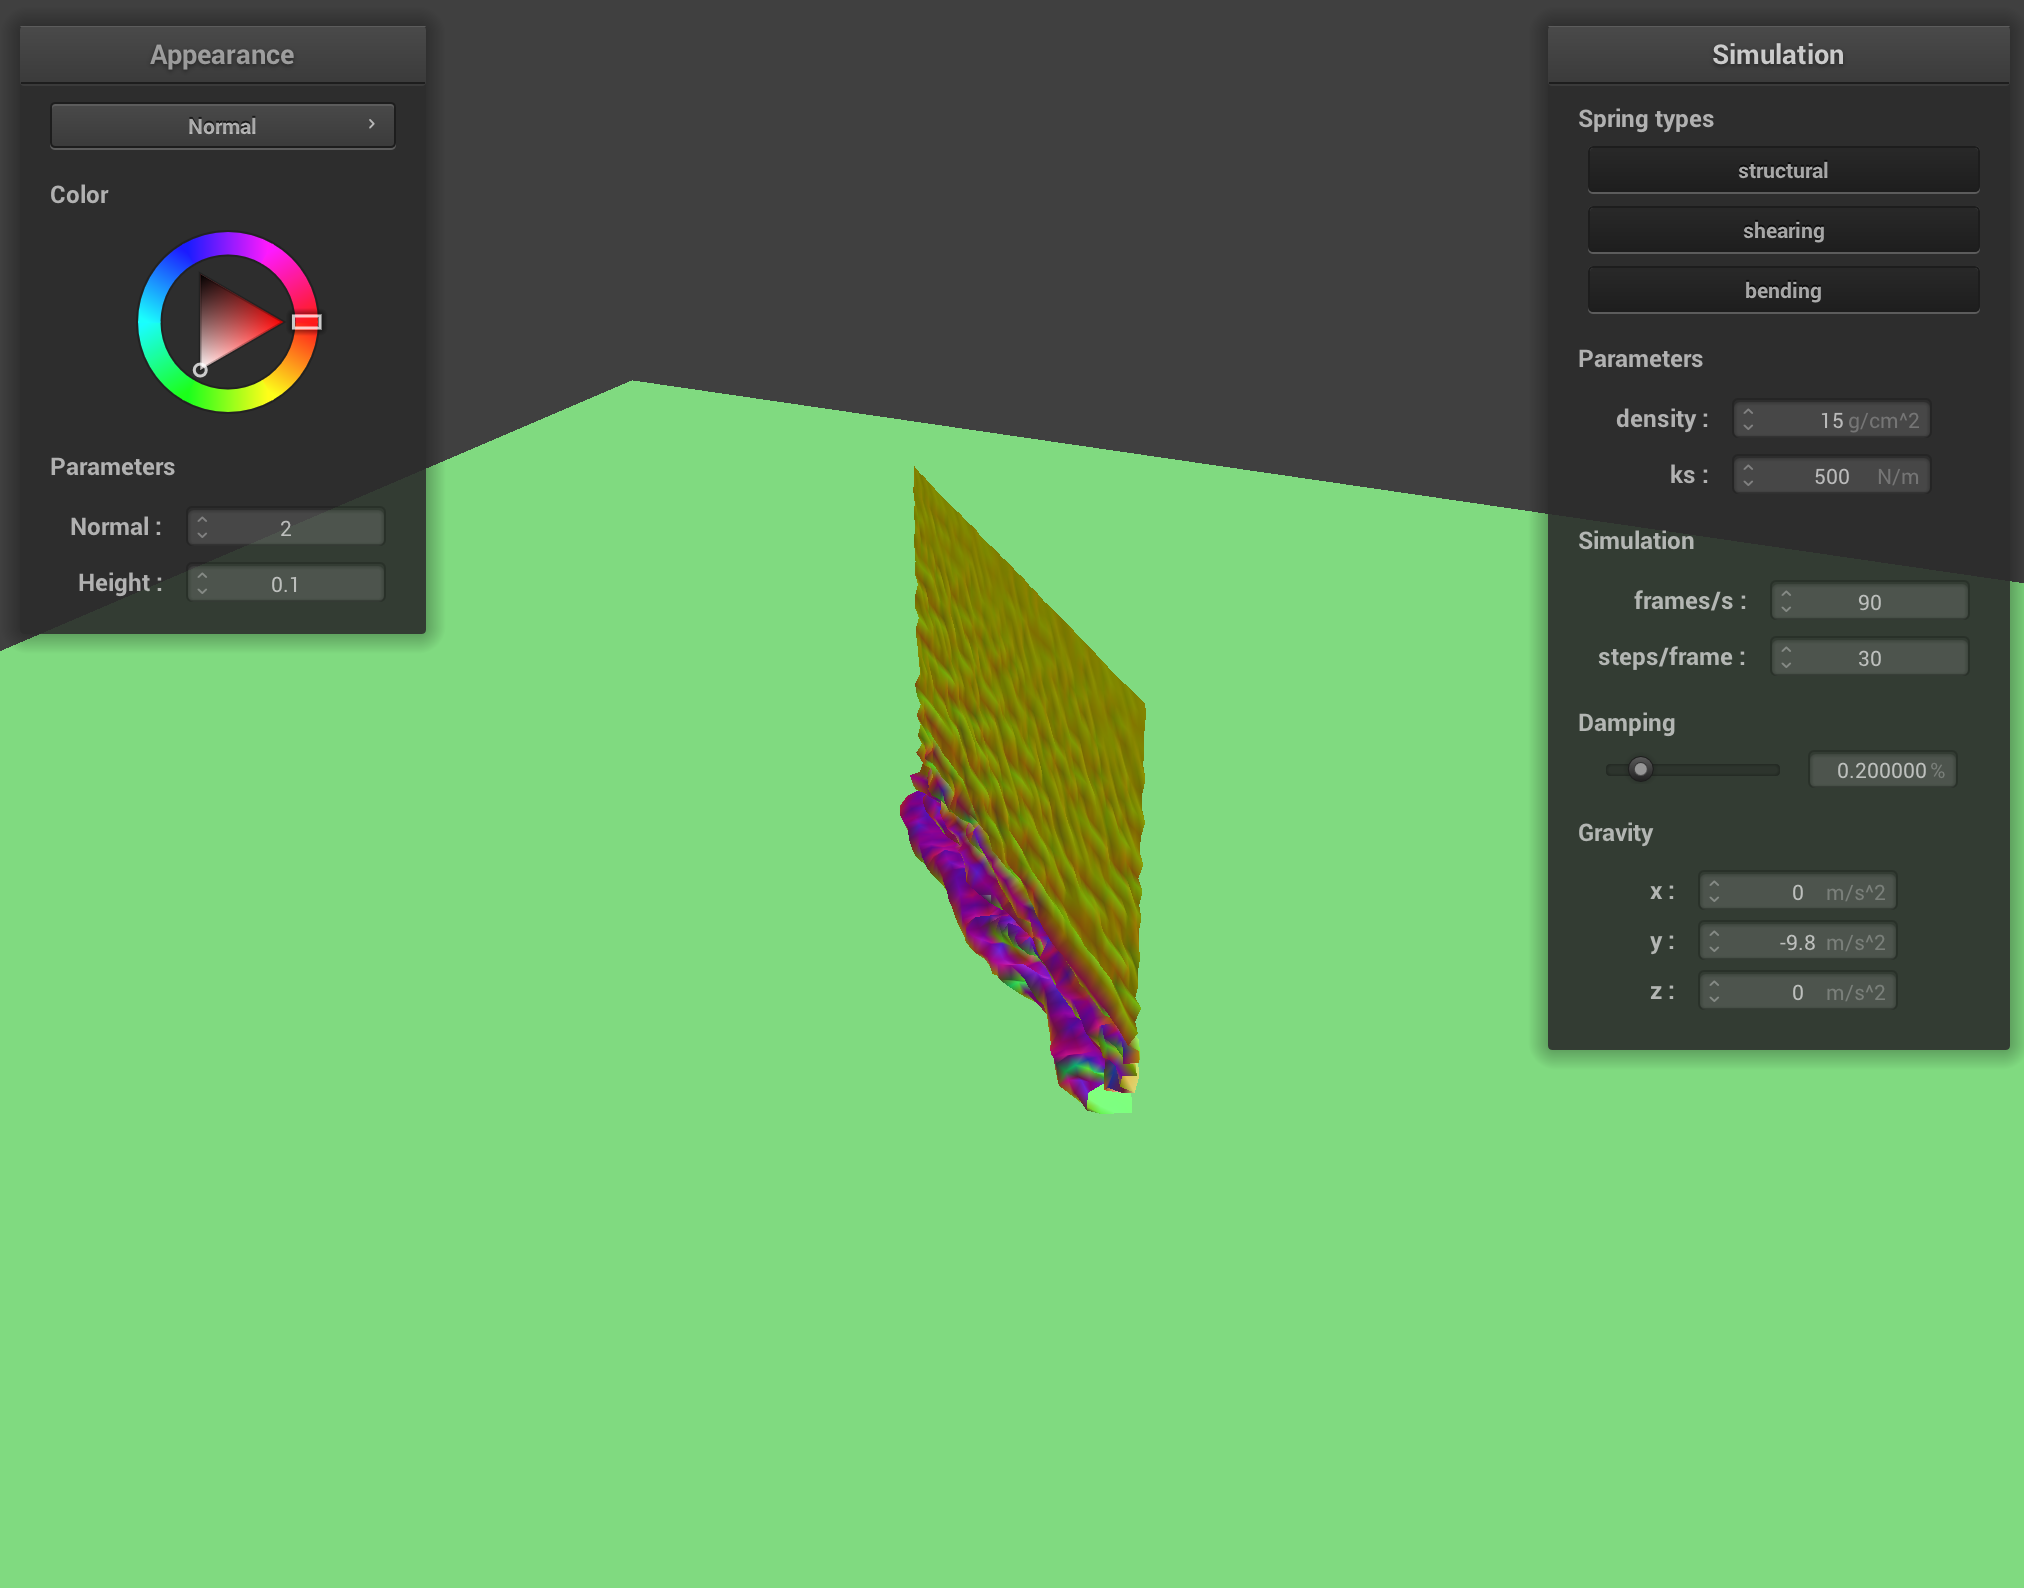 Appearance
Normal
Color
Parameters
Normal : 2
Height : 0.1
Simulation
Spring types
structural
shearing
bending
Parameters
density : 15 g/cm^2
ks : 500 N/m
Simulation
frames/s : 90
steps/frame : 30
Damping
0.200000 %
Gravity
x : 0 m/s^2
y : -9.8 m/s^2
z : 0 m/s^2